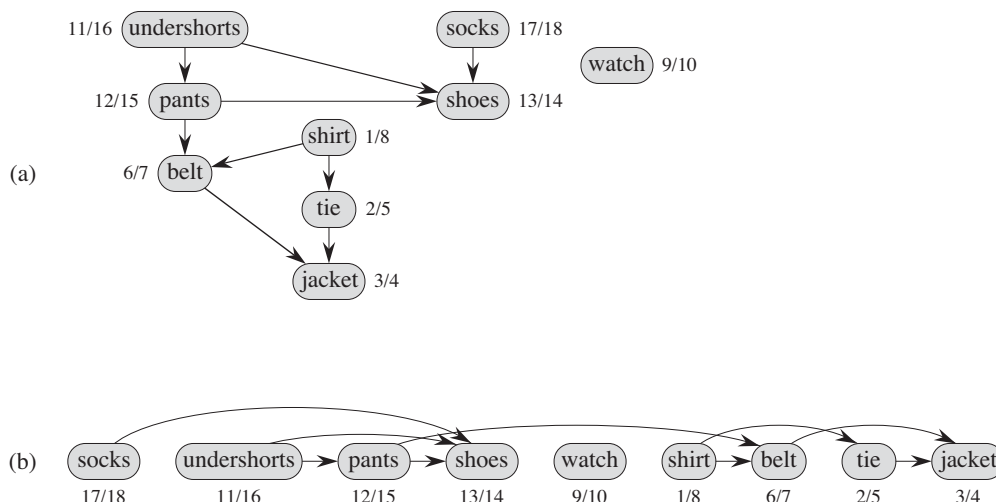 11/16 undershorts socks 17/18
watch 9/10
12/15 pants shoes 13/14
shirt 1/8
(a) 6/7 belt
tie 2/5
jacket 3/4
(b) socks undershorts pants shoes watch shirt belt tie jacket
17/18 11/16 12/15 13/14 9/10 1/8 6/7 2/5 3/4